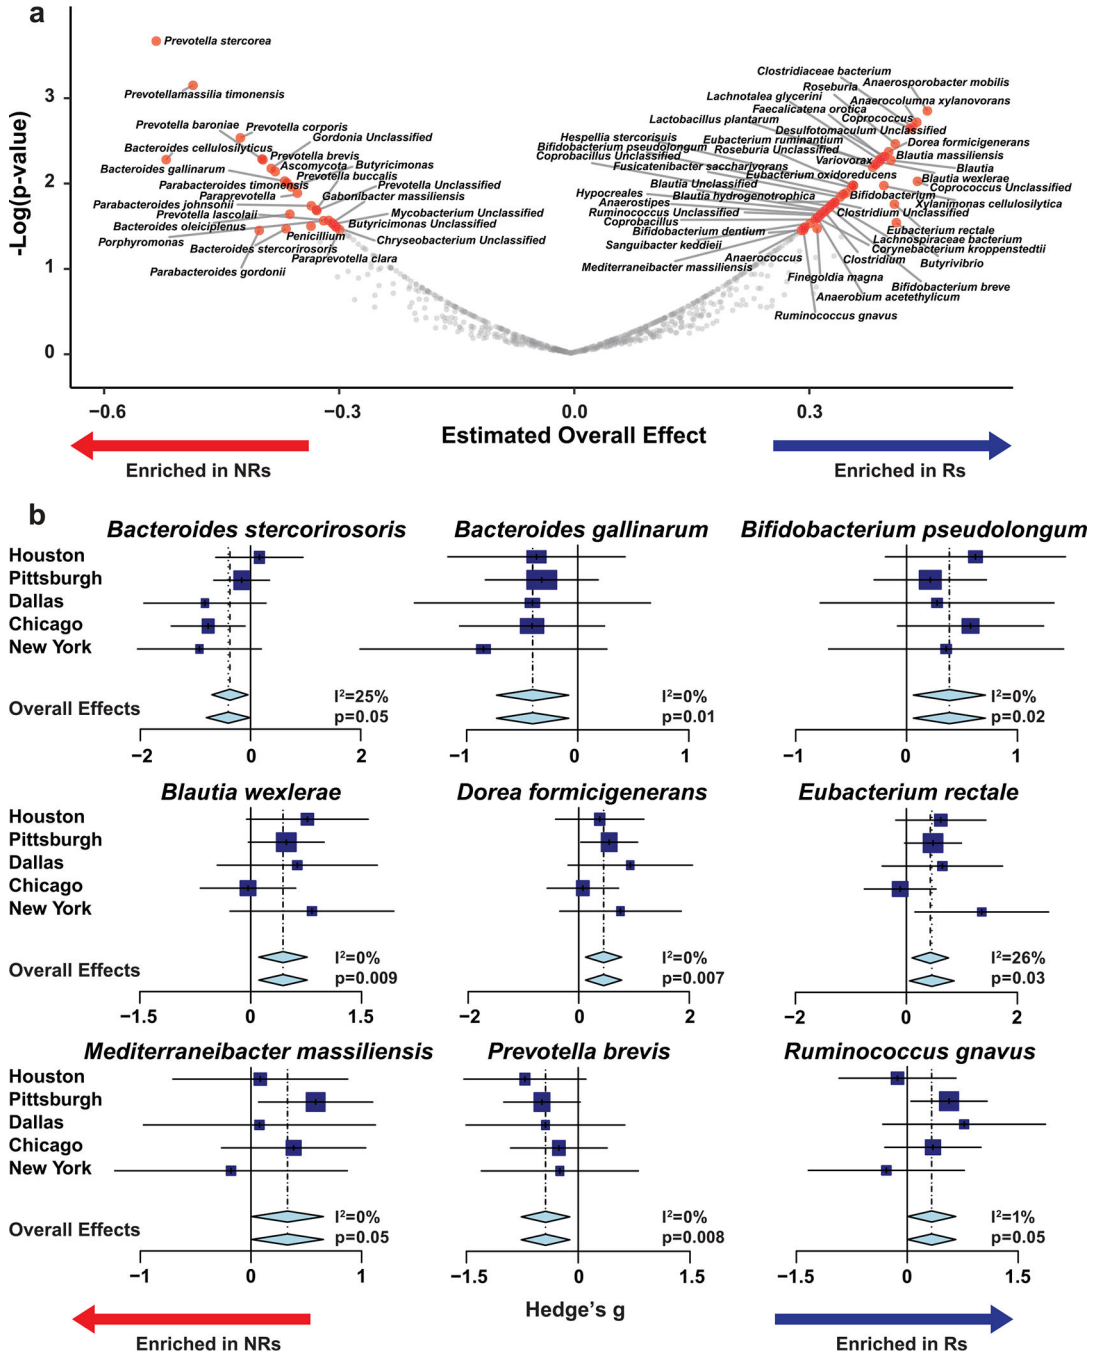 a
Prevotella stercorea
Prevotellamassilia timonensis
Prevotella baroniae
Prevotella corporis
Gordonia Unclassified
Bacteroides cellulosilyticus
Prevotella brevis
Bacteroides gallinarum
Ascomycota
Butyricimonas
Prevotella buccalis
Parabacteroides timonensis
Prevotella Unclassified
Paraprevotella
Gabonibacter massiliensis
Parabacteroides johnsonii
Prevotella lascolaii
Mycobacterium Unclassified
Bacteroides oleiciplenus
Butyricimonas Unclassified
Porphyromonas
Penicillium
Chryseobacterium Unclassified
Bacteroides stercorirosoris
Paraprevotella clara
Parabacteroides gordonii
Clostridiaceae bacterium
Anaerosporobacter mobilis
Roseburia
Lachnotalea glycerini
Anaerocolumna xylanovorans
Faecalicatena orotica
Lactobacillus plantarum
Coprococcus
Desulfotomaculum Unclassified
Hespellia stercorisuis
Eubacterium ruminantium
Dorea formicigenerans
Bifidobacterium pseudolongum
Roseburia Unclassified
Coprobacillus Unclassified
Variovorax
Blautia massiliensis
Fusicatenibacter saccharivorans
Blautia
Eubacterium oxidoreducens
Blautia wexlerae
Blautia Unclassified
Coprococcus Unclassified
Hypocreales
Blautia hydrogenotrophica
Bifidobacterium
Anaerostipes
Xylanimonas cellulosilytica
Ruminococcus Unclassified
Clostridium Unclassified
Coprobacillus
Bifidobacterium dentium
Eubacterium rectale
Lachnospiraceae bacterium
Sanguibacter keddieii
Corynebacterium kroppenstedtii
Anaerococcus
Clostridium
Butyrivibrio
Mediterraneibacter massiliensis
Finegoldia magna
Bifidobacterium breve
Anaerobium acetethylicum
Ruminococcus gnavus
-Log(p-value)
3
2
1
0
−0.6 −0.3 0.0 0.3
Estimated Overall Effect
Enriched in NRs
Enriched in Rs
b
Bacteroides stercorirosoris Bacteroides gallinarum Bifidobacterium pseudolongum
Houston
Pittsburgh
Dallas
Chicago
New York
Overall Effects
I²=25%
p=0.05
I²=0%
p=0.01
I²=0%
p=0.02
−2 0 2
−1 0 1
−1 0 1
Blautia wexlerae Dorea formicigenerans Eubacterium rectale
Houston
Pittsburgh
Dallas
Chicago
New York
Overall Effects
I²=0%
p=0.009
I²=0%
p=0.007
I²=26%
p=0.03
−1.5 0 1.5
−2 0 2
−2 0 2
Mediterraneibacter massiliensis Prevotella brevis Ruminococcus gnavus
Houston
Pittsburgh
Dallas
Chicago
New York
Overall Effects
I²=0%
p=0.05
I²=0%
p=0.008
I²=1%
p=0.05
−1 0 1
−1.5 0 1.5
−1.5 0 1.5
Hedge's g
Enriched in NRs
Enriched in Rs